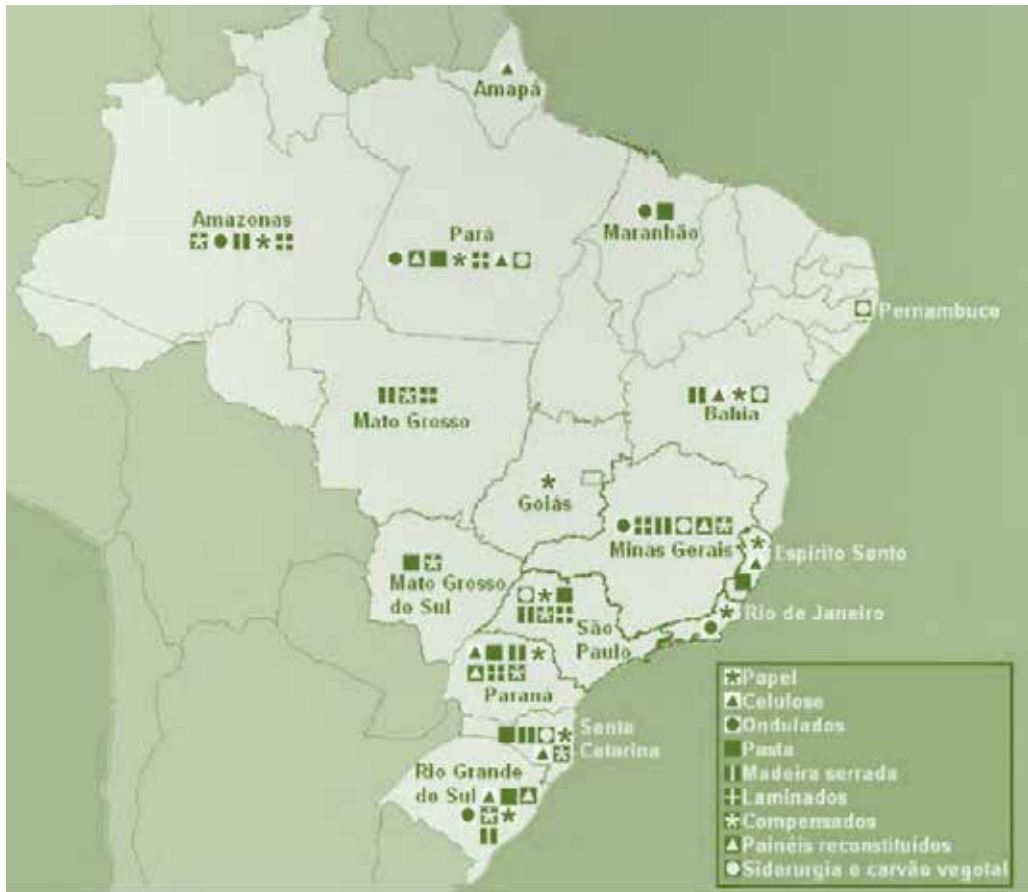 Amapá
Amazonas
Pará
Maranhão
Pernambuco
Mato Grosso
Bahia
Goiás
Minas Gerais
Espírito Santo
Mato Grosso
do Sul
São
Paulo
Rio de Janeiro
Paraná
Santa
Catarina
Rio Grande
do Sul
Papel
Celulose
Ondulados
Pasta
Madeira serrada
Laminados
Compensados
Painéis reconstituídos
Siderurgia e carvão vegetal